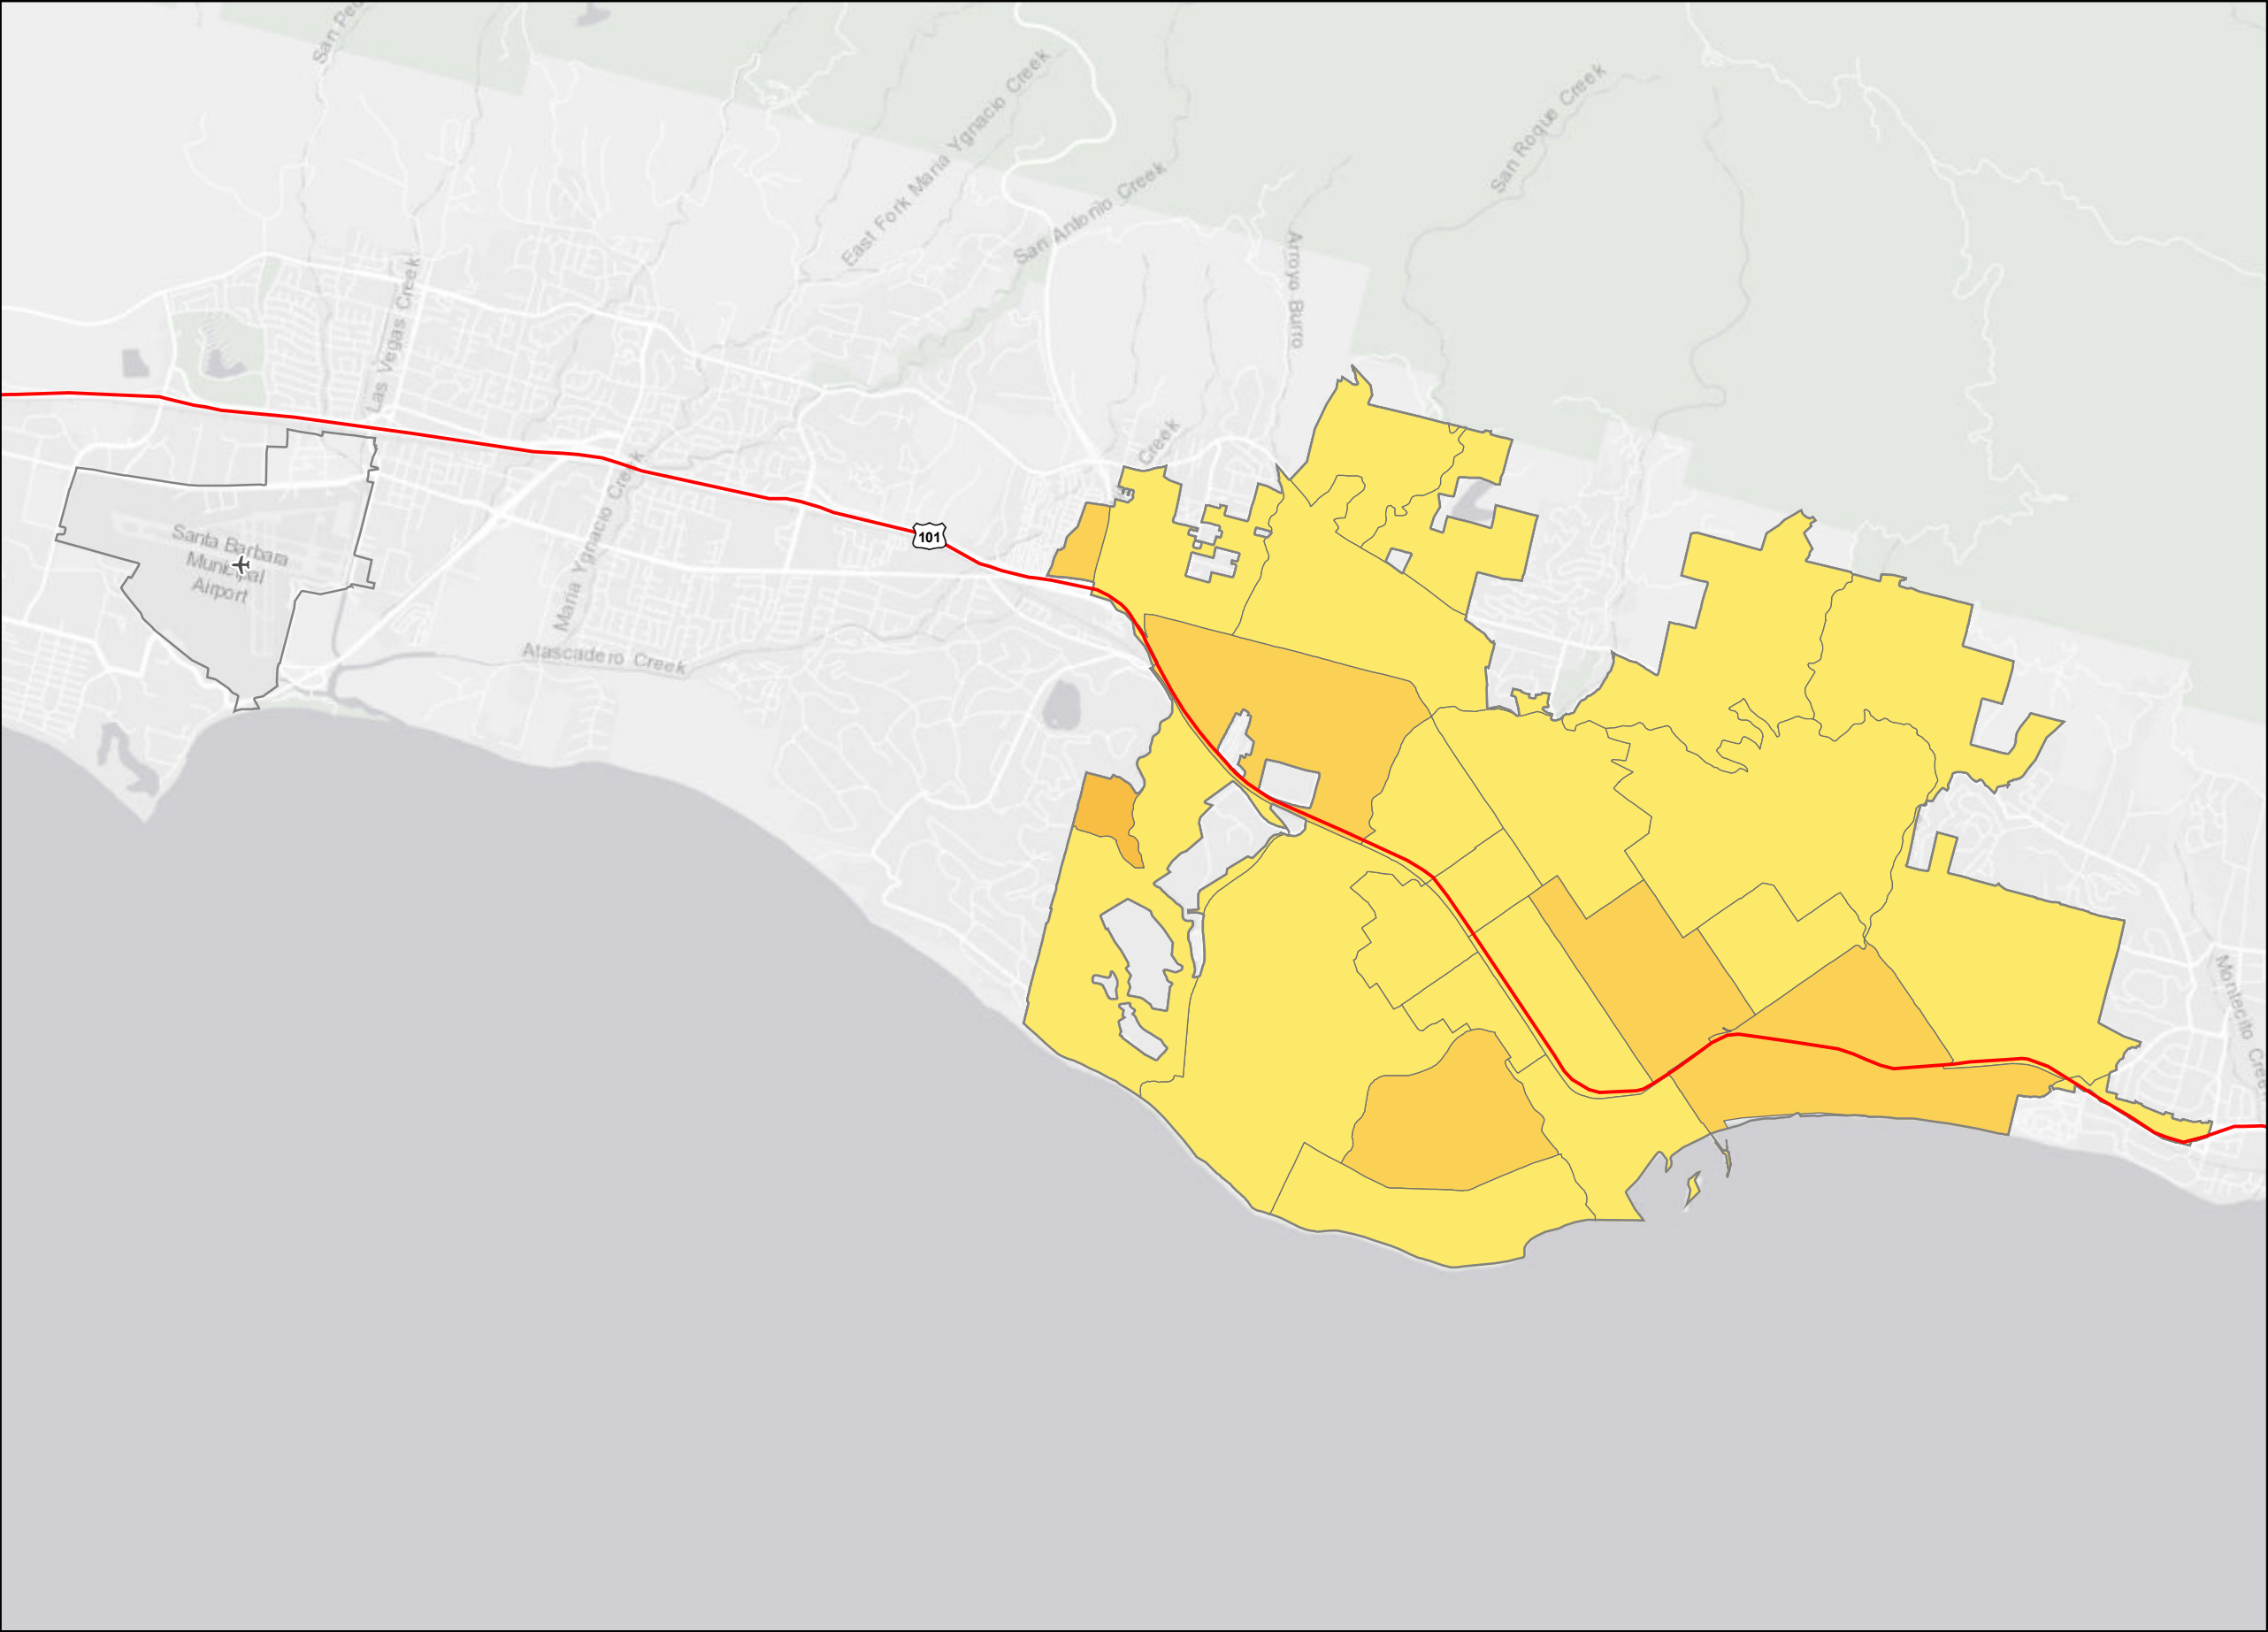 San Ped
East Fork Maria Ygnacio Creek
San Antonio Creek
San Roque Creek
Arroyo Burro
Las Vegas Creek
Creek
Maria Ygnacio Creek
101
Santa Barbara
Municipal
Airport
Atascadero Creek
Montecito Creek